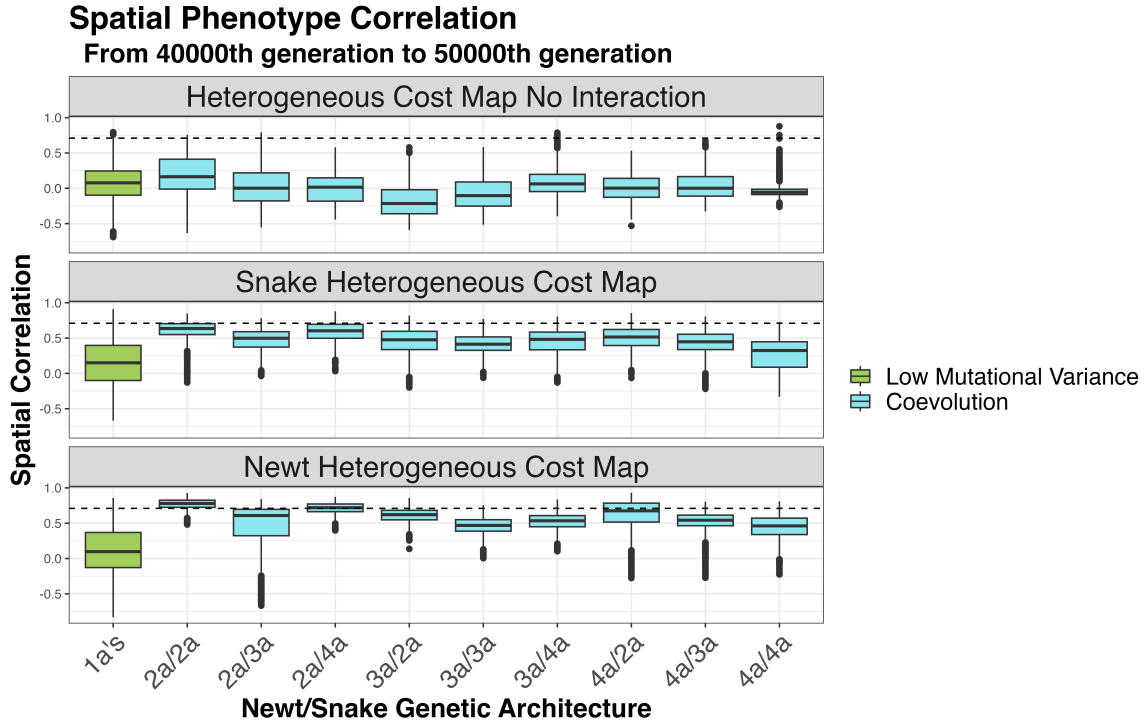 Spatial Phenotype Correlation
From 40000th generation to 50000th generation
Heterogeneous Cost Map No Interaction
1.0
0.5
0.0
-0.5
Snake Heterogeneous Cost Map
1.0
0.5
0.0
-0.5
Newt Heterogeneous Cost Map
1.0
0.5
0.0
-0.5
Spatial Correlation
1a's
2a/2a
2a/3a
2a/4a
3a/2a
3a/3a
3a/4a
4a/2a
4a/3a
4a/4a
Newt/Snake Genetic Architecture
Low Mutational Variance
Coevolution